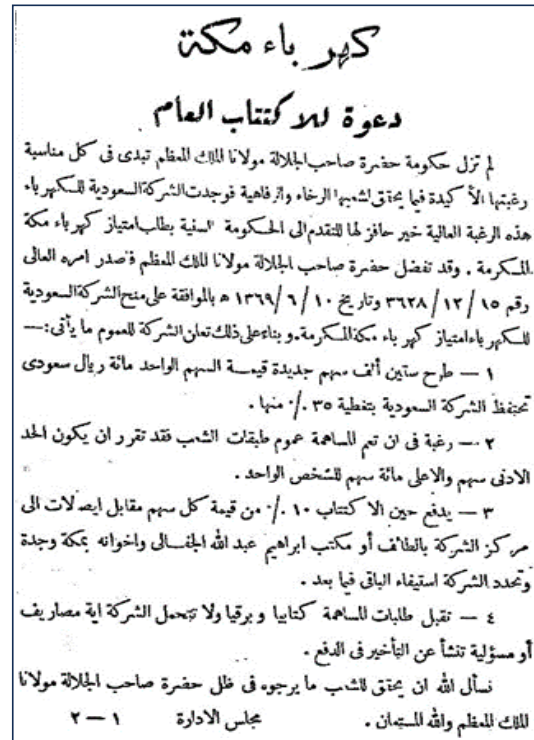 كهرباء مكة
دعوة للاكتتاب العام
لم تزل حكومة حضرة صاحب الجلالة مولانا الملك المعظم تبدى فى كل مناسبة
رغبتها الأكيدة فيما يحقق لشعبها الرخاء والرفاهية فوجدت الشركة السعودية للكهرباء
هذه الرغبة العالية خير حافز لها للتقدم الى الحكومة السنية بطلب امتياز كهرباء مكة
المكرمة . وقد تفضل حضرة صاحب الجلالة مولانا الملك المعظم فصدر امره العالى
رقم ١٥ / ١٢ / ٣٦٢٨ وتاريخ ١٠ / ٦ / ١٣٦٩ ه بالموافقة على منح الشركة السعودية
للكهرباء امتياز كهرباء مكة المكرمة. وبناء على ذلك تعلن الشركة للعموم ما يأتى :—
١ — طرح ستين ألف سهم جديدة قيمة السهم الواحد مائة ريال سعودى
تحتفظ الشركة السعودية بتغطية ٣٥ ./· منها .
٢ — رغبة فى ان تعم المساهمة عموم طبقات الشعب فقد تقرر ان يكون الحد
الادنى سهم والاعلى مائة سهم للشخص الواحد .
٣ — يدفع حين الاكتتاب ١٠ ./· من قيمة كل سهم مقابل ايصالات الى
مركز الشركة بالطائف أو مكتب ابراهيم عبد الله الجفالى واخوانه بمكة وجدة
وتحدد الشركة استيفاء الباقى فيما بعد .
٤ — تقبل طلبات المساهمة كتابيا وبرقيا ولا تتحمل الشركة اية مصاريف
أو مسؤلية تنشأ عن التأخير فى الدفع .
نسأل الله ان يحقق للشعب ما يرجوه فى ظل حضرة صاحب الجلالة مولانا
الملك المعظم والله المستعان . مجلس الادارة ١ — ٢